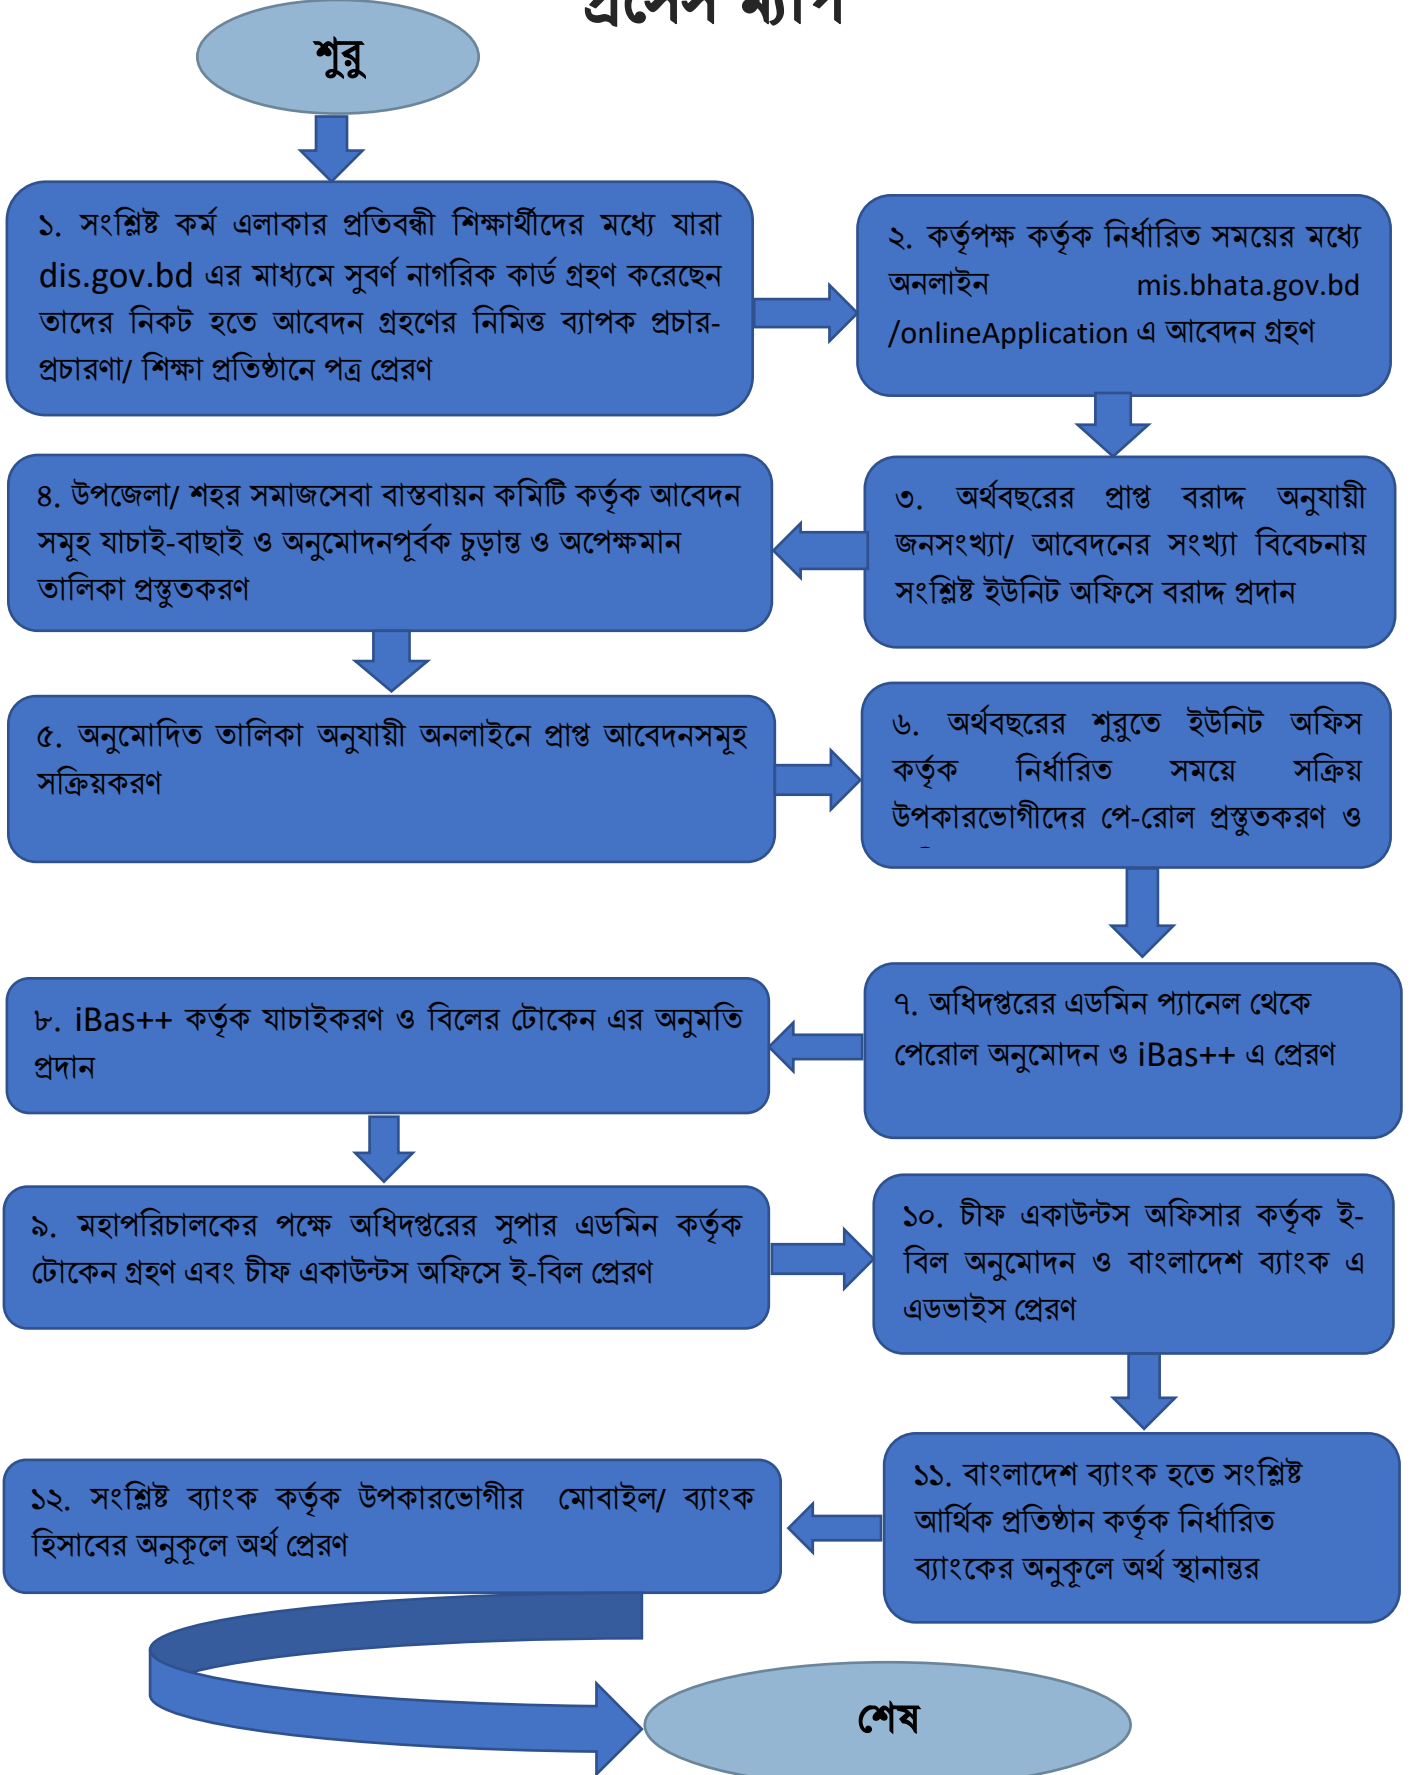 প্রসেস ম্যাপ
শুরু
১. সংশ্লিষ্ট কর্ম এলাকার প্রতিবন্ধী শিক্ষার্থীদের মধ্যে যারা
dis.gov.bd এর মাধ্যমে সুবর্ণ নাগরিক কার্ড গ্রহণ করেছেন
তাদের নিকট হতে আবেদন গ্রহণের নিমিত্ত ব্যাপক প্রচার-
প্রচারণা/ শিক্ষা প্রতিষ্ঠানে পত্র প্রেরণ
২. কর্তৃপক্ষ কর্তৃক নির্ধারিত সময়ের মধ্যে
অনলাইন mis.bhata.gov.bd
/onlineApplication এ আবেদন গ্রহণ
৩. অর্থবছরের প্রাপ্ত বরাদ্দ অনুযায়ী
জনসংখ্যা/ আবেদনের সংখ্যা বিবেচনায়
সংশ্লিষ্ট ইউনিট অফিসে বরাদ্দ প্রদান
৪. উপজেলা/ শহর সমাজসেবা বাস্তবায়ন কমিটি কর্তৃক আবেদন
সমূহ যাচাই-বাছাই ও অনুমোদনপূর্বক চুড়ান্ত ও অপেক্ষমান
তালিকা প্রস্তুতকরণ
৫. অনুমোদিত তালিকা অনুযায়ী অনলাইনে প্রাপ্ত আবেদনসমূহ
সক্রিয়করণ
৬. অর্থবছরের শুরুতে ইউনিট অফিস
কর্তৃক নির্ধারিত সময়ে সক্রিয়
উপকারভোগীদের পে-রোল প্রস্তুতকরণ ও
৭. অধিদপ্তরের এডমিন প্যানেল থেকে
পেরোল অনুমোদন ও iBas++ এ প্রেরণ
৮. iBas++ কর্তৃক যাচাইকরণ ও বিলের টোকেন এর অনুমতি
প্রদান
৯. মহাপরিচালকের পক্ষে অধিদপ্তরের সুপার এডমিন কর্তৃক
টোকেন গ্রহণ এবং চীফ একাউন্টস অফিসে ই-বিল প্রেরণ
১০. চীফ একাউন্টস অফিসার কর্তৃক ই-
বিল অনুমোদন ও বাংলাদেশ ব্যাংক এ
এডভাইস প্রেরণ
১১. বাংলাদেশ ব্যাংক হতে সংশ্লিষ্ট
আর্থিক প্রতিষ্ঠান কর্তৃক নির্ধারিত
ব্যাংকের অনুকূলে অর্থ স্থানান্তর
১২. সংশ্লিষ্ট ব্যাংক কর্তৃক উপকারভোগীর মোবাইল/ ব্যাংক
হিসাবের অনুকূলে অর্থ প্রেরণ
শেষ